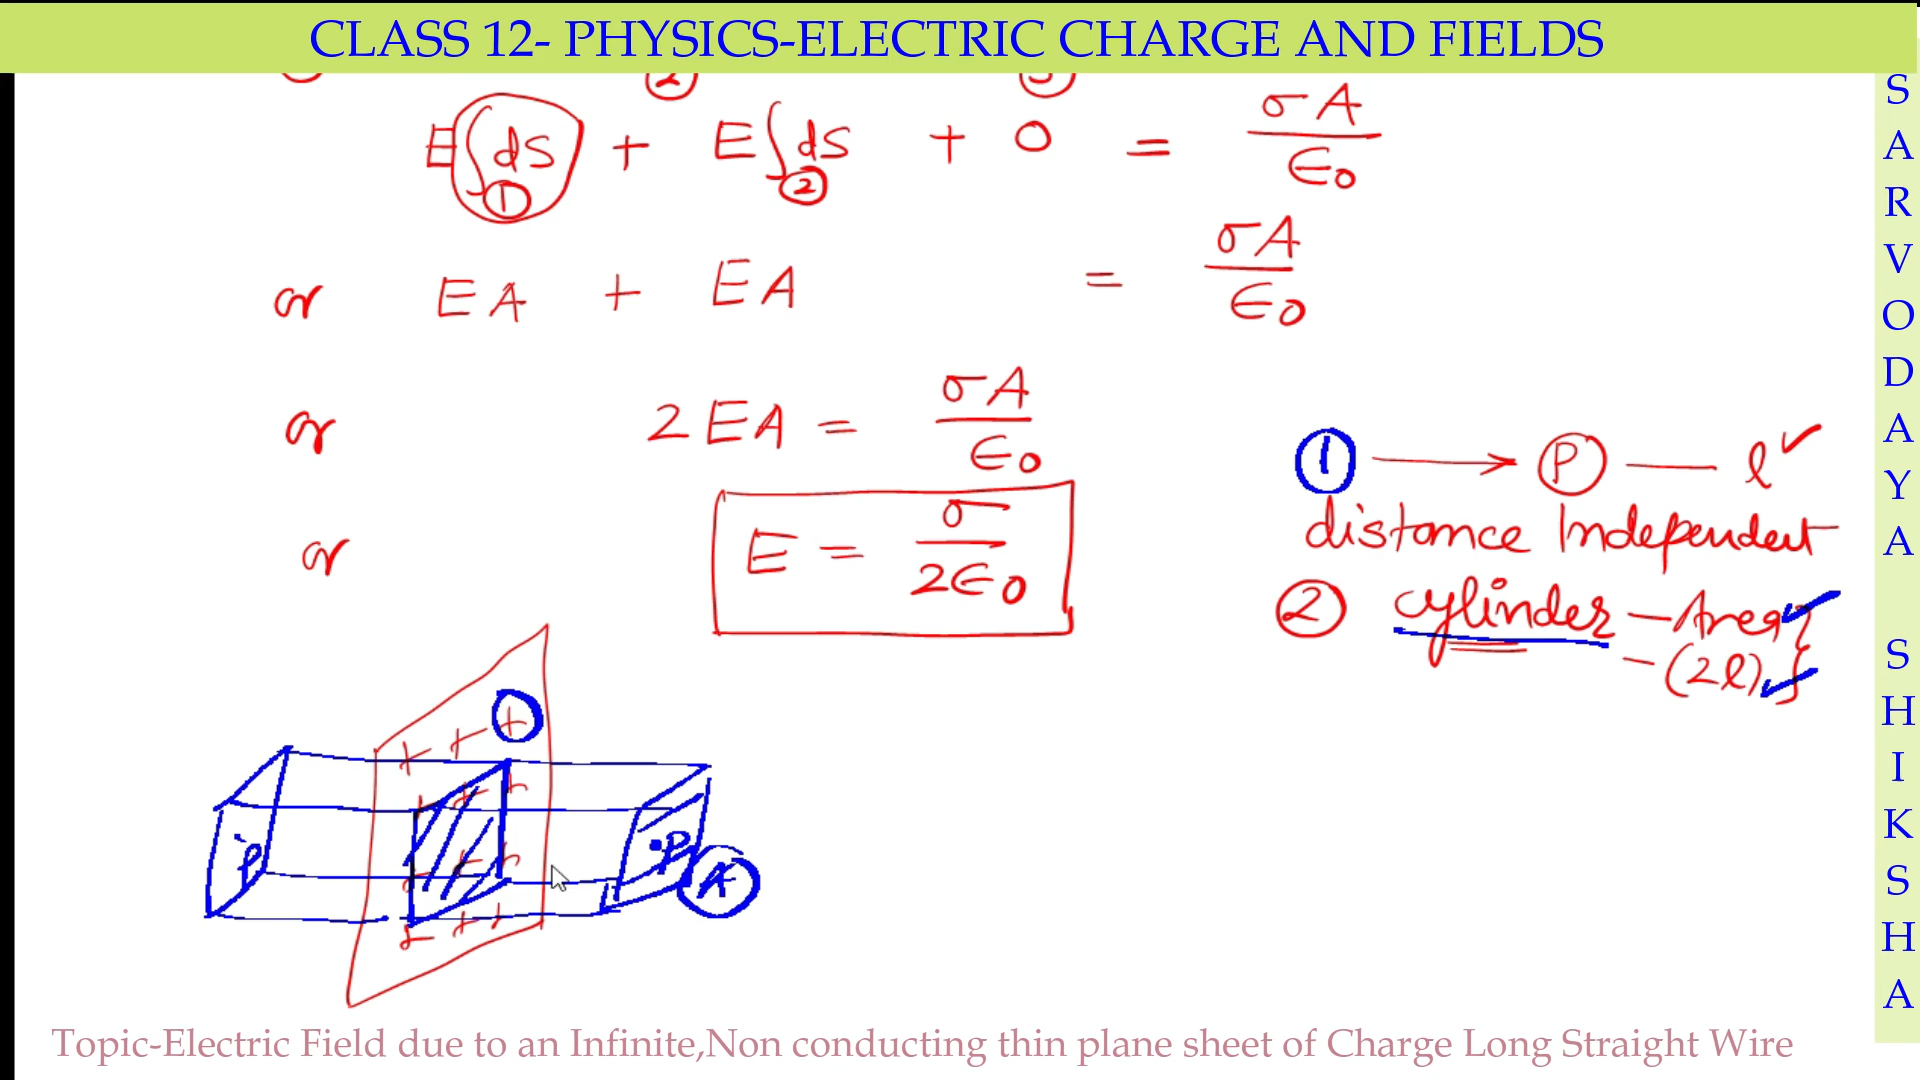 CLASS 12- PHYSICS-ELECTRIC CHARGE AND FIELDS
E∫① ds + E∫② ds + 0 = σA/ϵ0
or EA + EA = σA/ϵ0
or 2EA = σA/ϵ0
or E = σ/2ϵ0
① → Ⓟ — l ✓
distance Independent
② cylinder – Area ✓
– (2l) ✓
+ + +
+ + +
+ + +
+ + +
P
P
A
Topic-Electric Field due to an Infinite,Non conducting thin plane sheet of Charge Long Straight Wire
SARVODAYA SHIKSHA